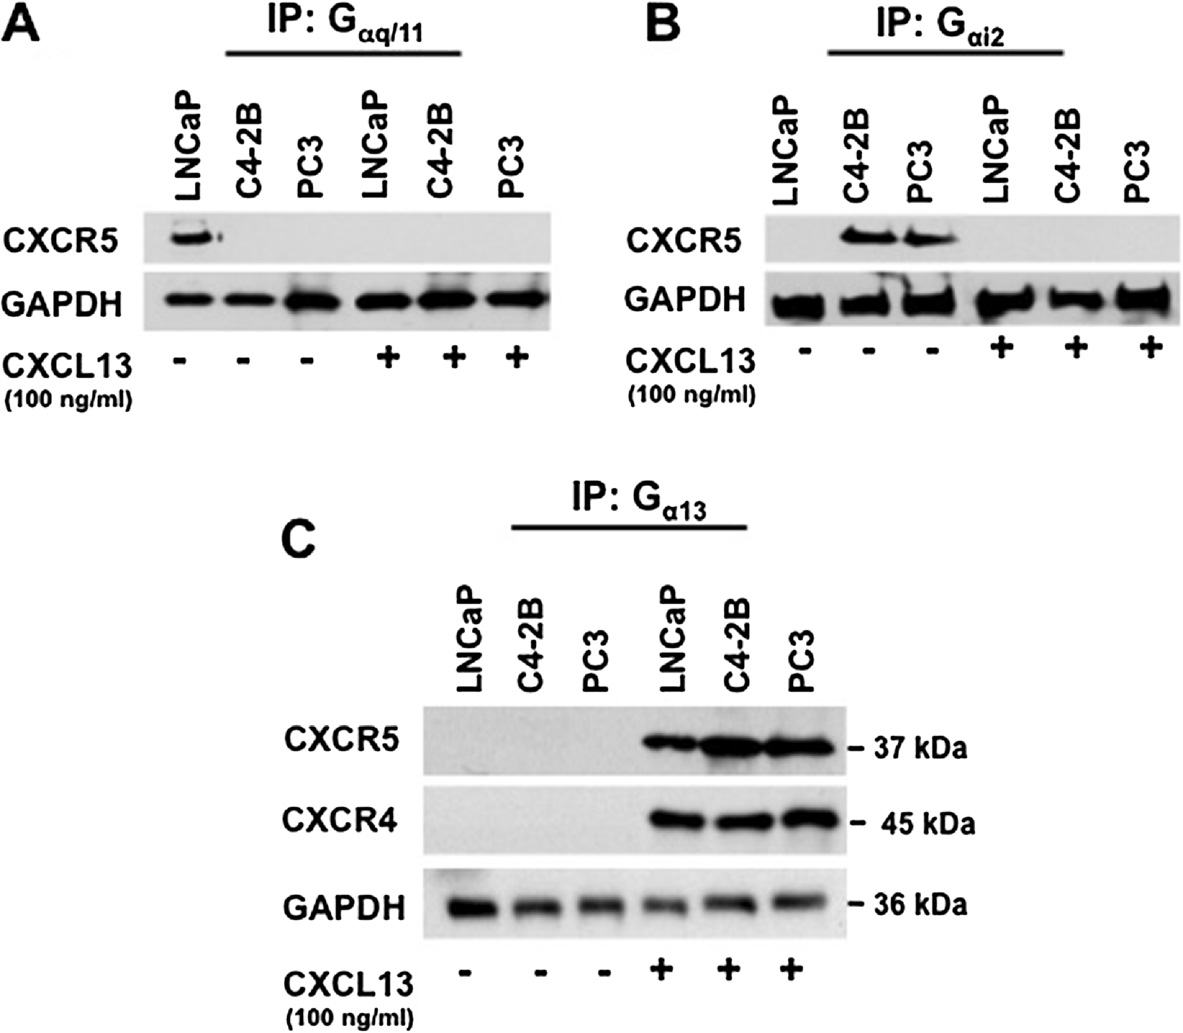 A
IP: Gαq/11
LNCaP
C4-2B
PC3
LNCaP
C4-2B
PC3
CXCR5
GAPDH
CXCL13
(100 ng/ml)
- - - + + +
B
IP: Gαi2
LNCaP
C4-2B
PC3
LNCaP
C4-2B
PC3
CXCR5
GAPDH
CXCL13
(100 ng/ml)
- - - + + +
C
IP: Gα13
LNCaP
C4-2B
PC3
LNCaP
C4-2B
PC3
CXCR5
– 37 kDa
CXCR4
– 45 kDa
GAPDH
– 36 kDa
CXCL13
(100 ng/ml)
- - - + + +